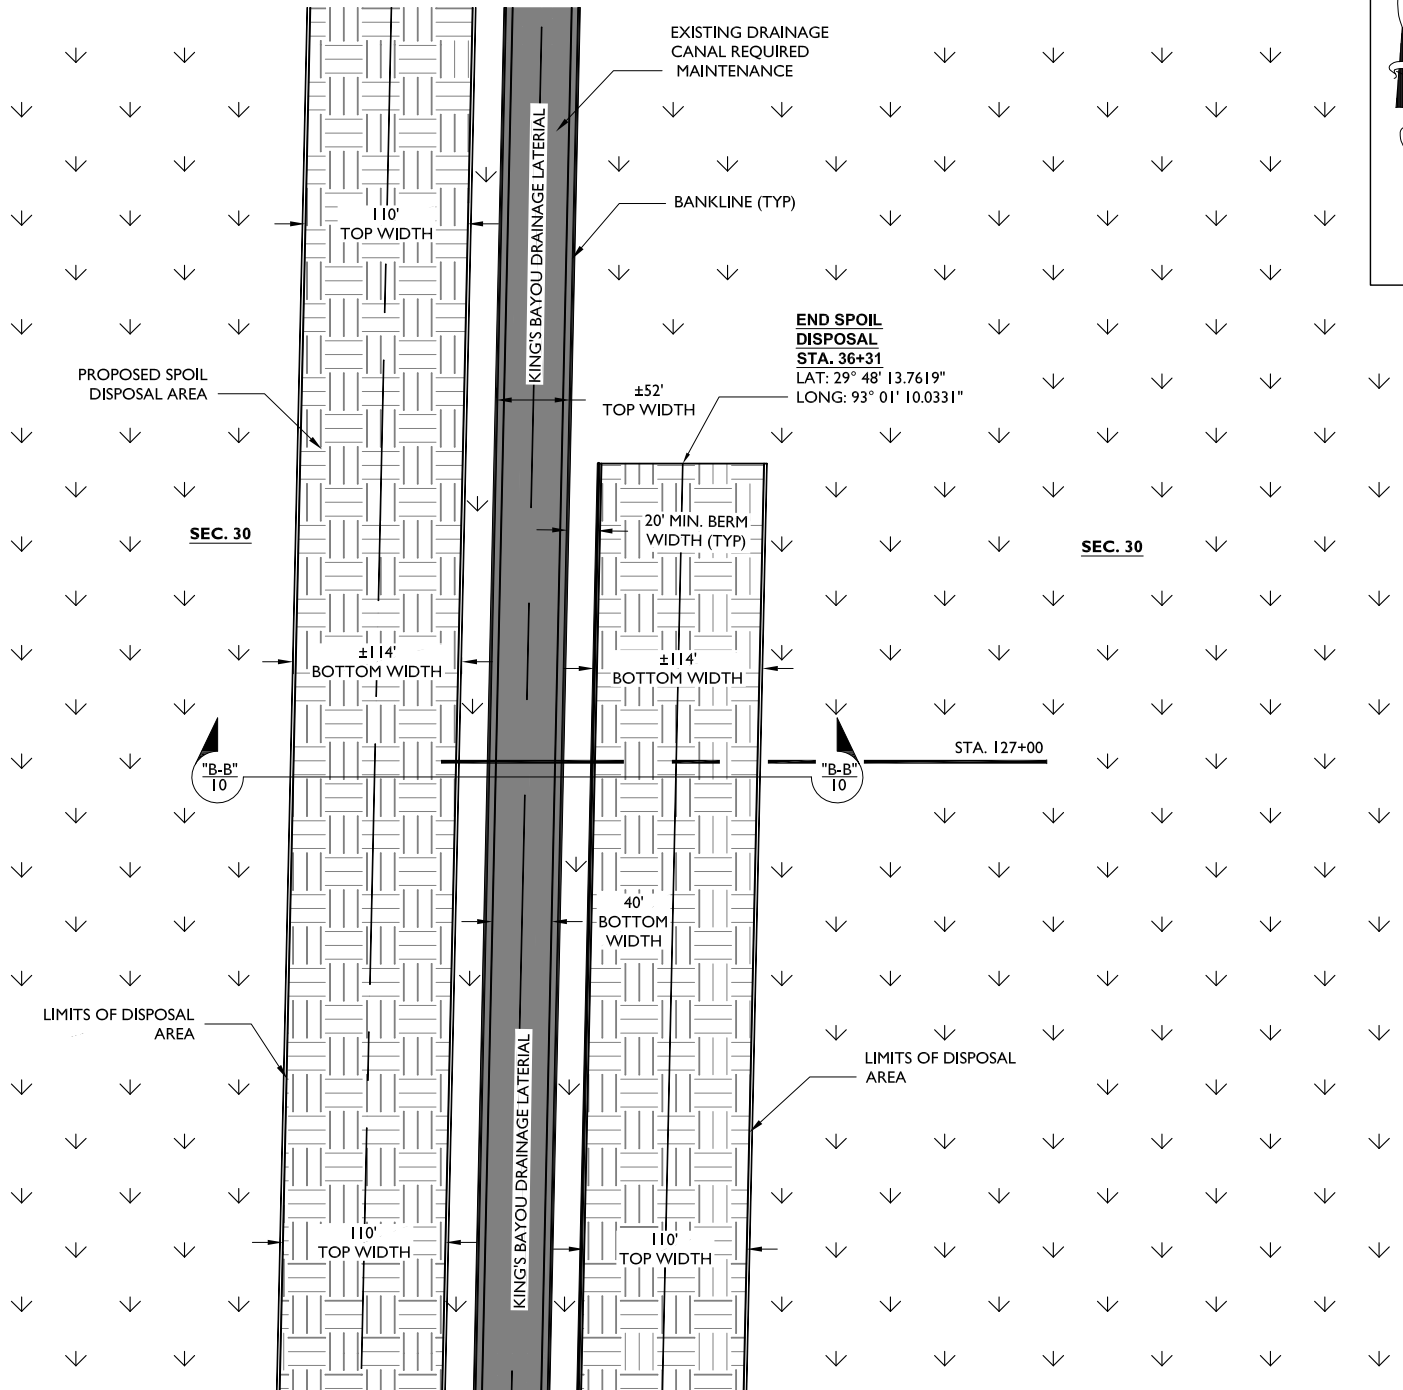 EXISTING DRAINAGE
CANAL REQUIRED
MAINTENANCE
KING'S BAYOU DRAINAGE LATERIAL
BANKLINE (TYP)
110'
TOP WIDTH
END SPOIL
DISPOSAL
STA. 36+31
LAT: 29° 48' 13.7619"
LONG: 93° 01' 10.0331"
PROPOSED SPOIL
DISPOSAL AREA
±52'
TOP WIDTH
SEC. 30
20' MIN. BERM
WIDTH (TYP)
SEC. 30
±114'
BOTTOM WIDTH
±114'
BOTTOM WIDTH
STA. 127+00
"B-B"
10
"B-B"
10
40'
BOTTOM
WIDTH
LIMITS OF DISPOSAL
AREA
KING'S BAYOU DRAINAGE LATERIAL
LIMITS OF DISPOSAL
AREA
110'
TOP WIDTH
110'
TOP WIDTH